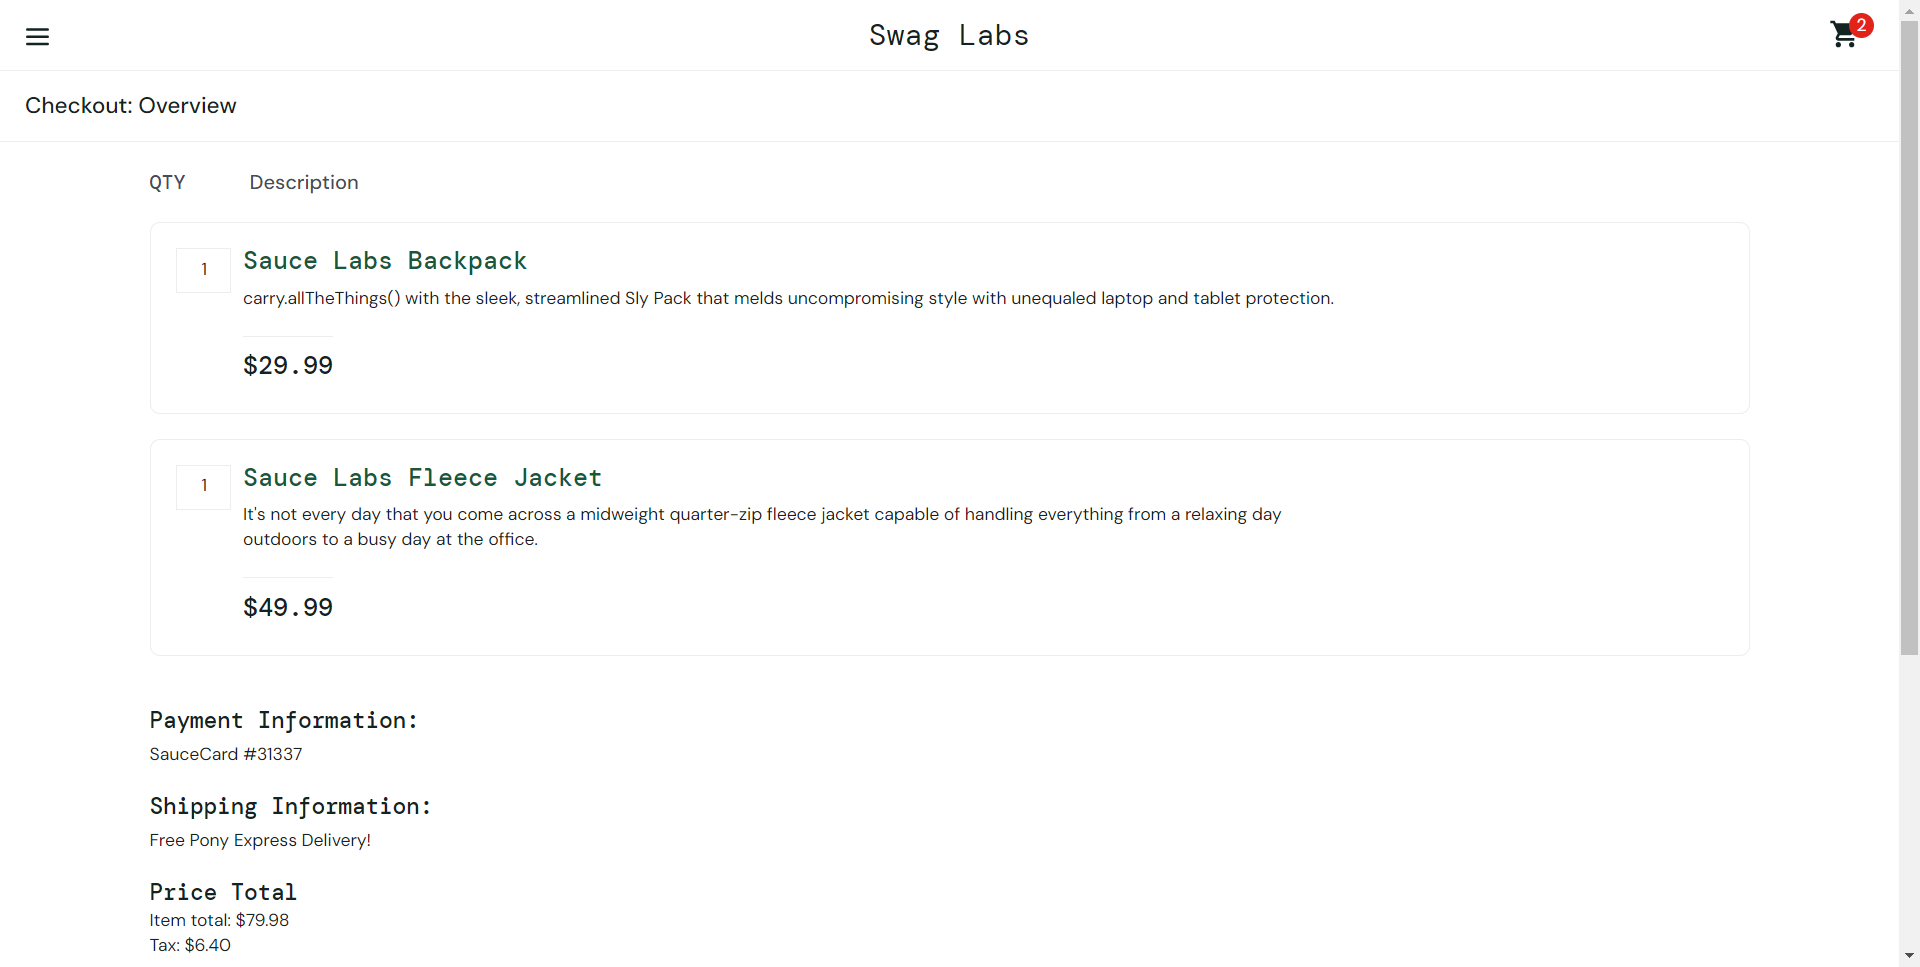 Swag Labs
2
Checkout: Overview
QTY Description
1
Sauce Labs Backpack
carry.allTheThings() with the sleek, streamlined Sly Pack that melds uncompromising style with unequaled laptop and tablet protection.
$29.99
1
Sauce Labs Fleece Jacket
It's not every day that you come across a midweight quarter-zip fleece jacket capable of handling everything from a relaxing day
outdoors to a busy day at the office.
$49.99
Payment Information:
SauceCard #31337
Shipping Information:
Free Pony Express Delivery!
Price Total
Item total: $79.98
Tax: $6.40